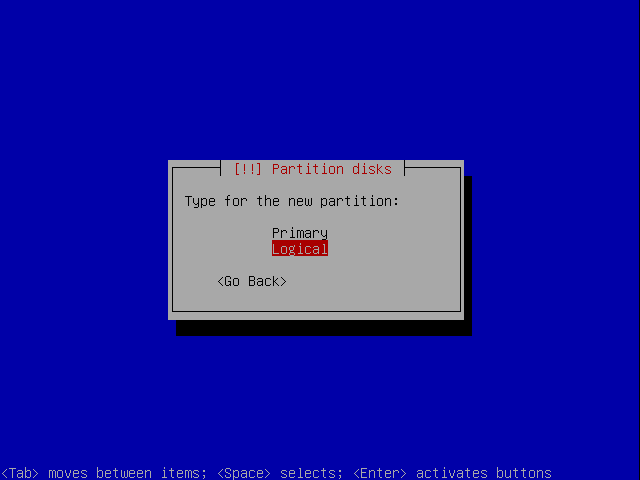 [!!] Partition disks
Type for the new partition:
Primary
Logical
<Go Back>
<Tab> moves between items; <Space> selects; <Enter> activates buttons